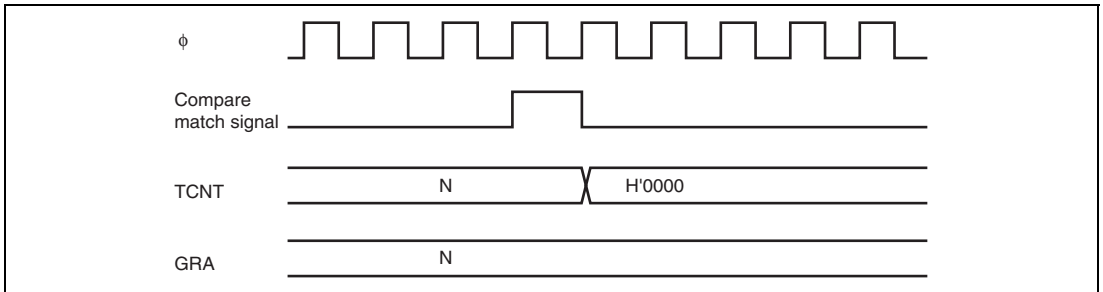 ϕ
Compare
match signal
TCNT N H'0000
GRA N